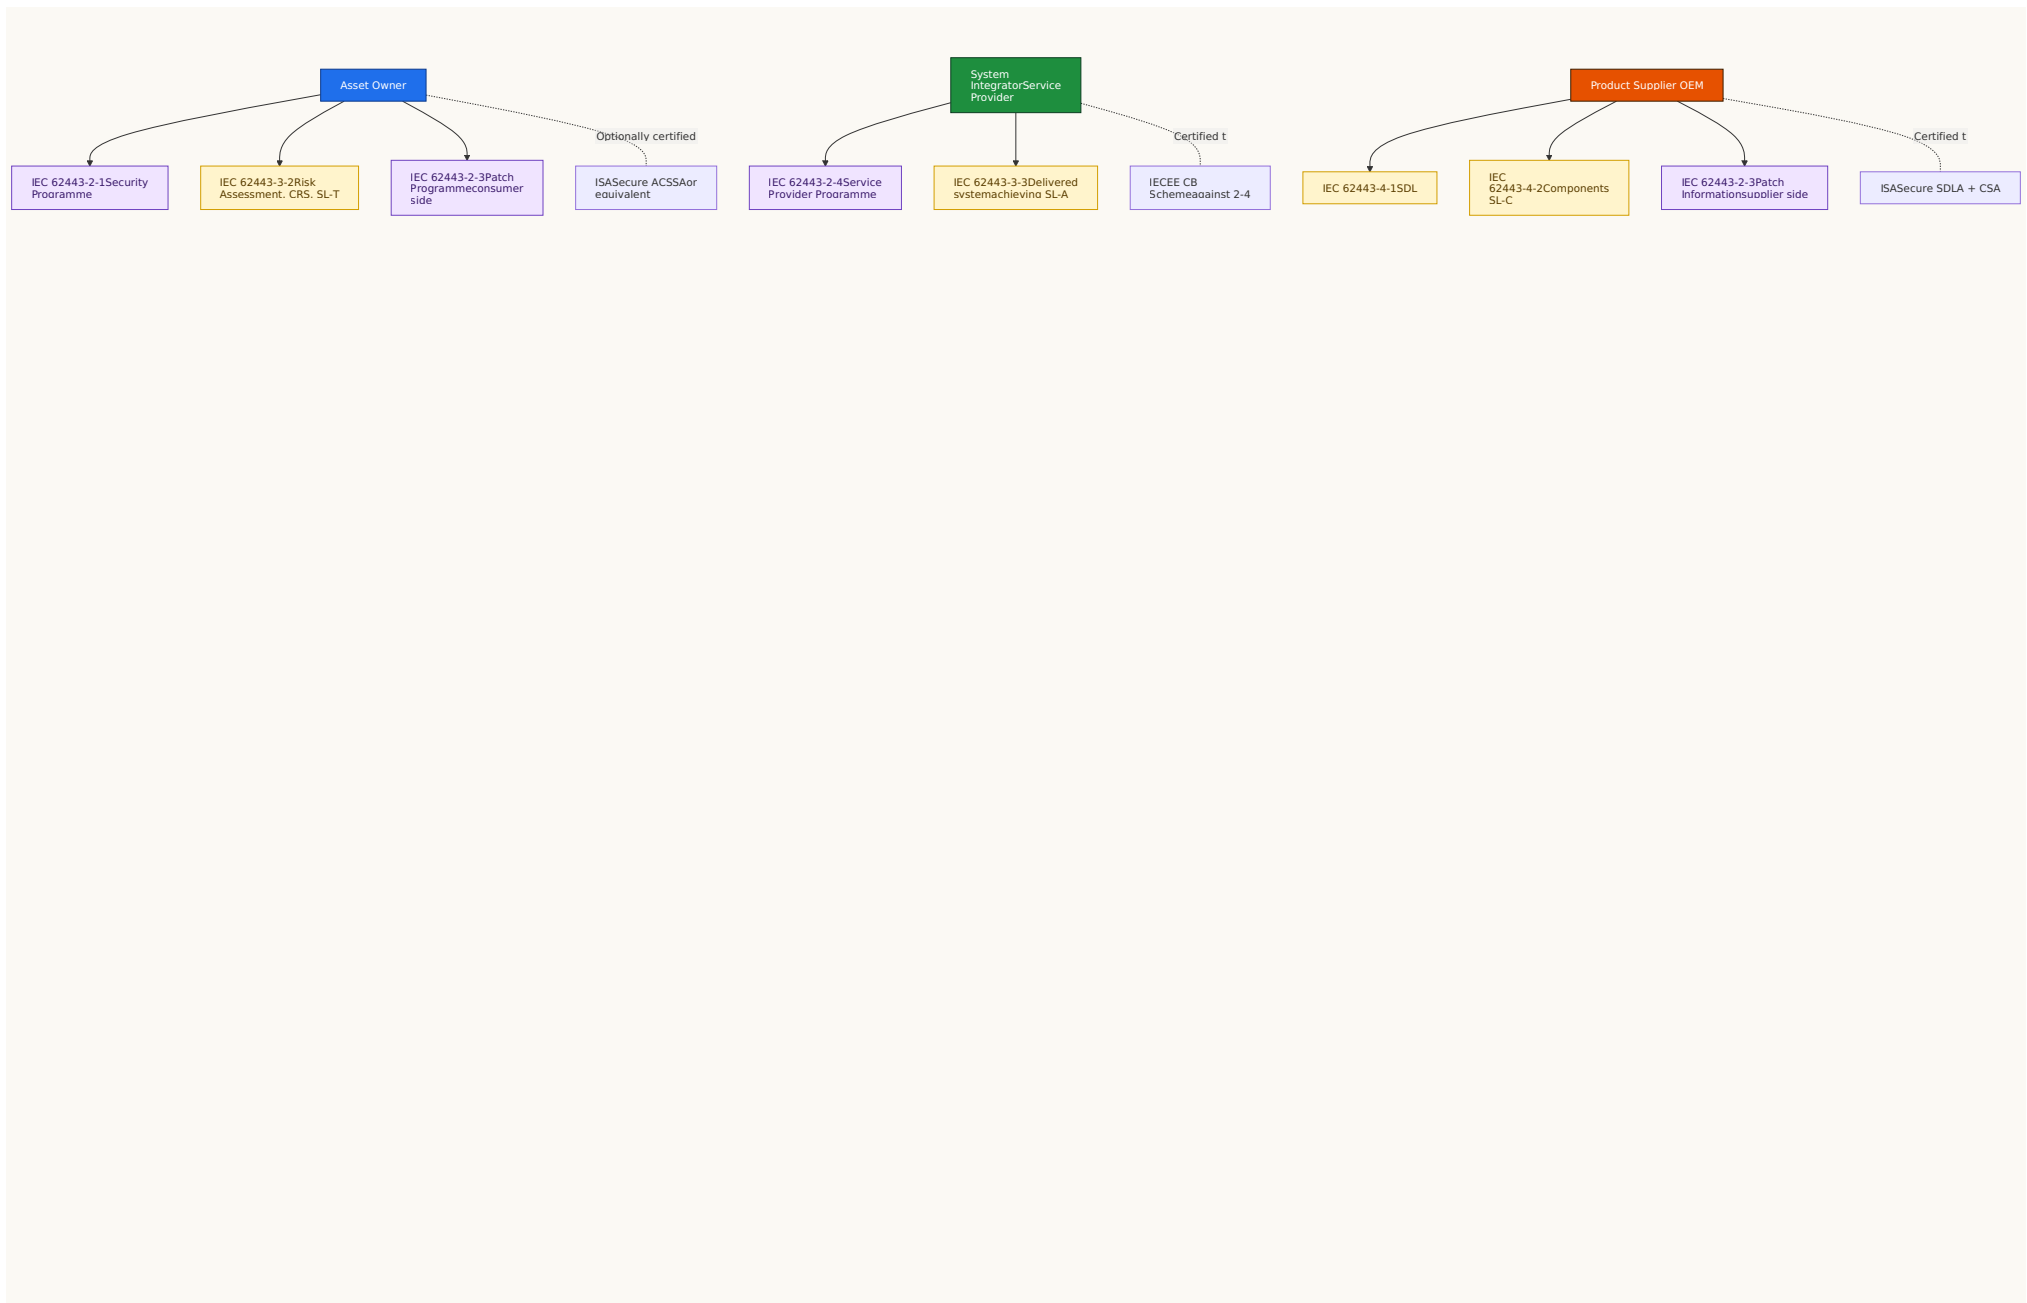 Asset Owner
System
IntegratorService
Provider
Product Supplier OEM
Optionally certified
Certified t
Certified t
IEC 62443-2-1Security
Programme
IEC 62443-3-2Risk
Assessment, CRS, SL-T
IEC 62443-2-3Patch
Programmeconsumer
side
ISASecure ACSSAor
equivalent
IEC 62443-2-4Service
Provider Programme
IEC 62443-3-3Delivered
systemachieving SL-A
IECEE CB
Schemeagainst 2-4
IEC 62443-4-1SDL
IEC
62443-4-2Components
SL-C
IEC 62443-2-3Patch
Informationsupplier side
ISASecure SDLA + CSA